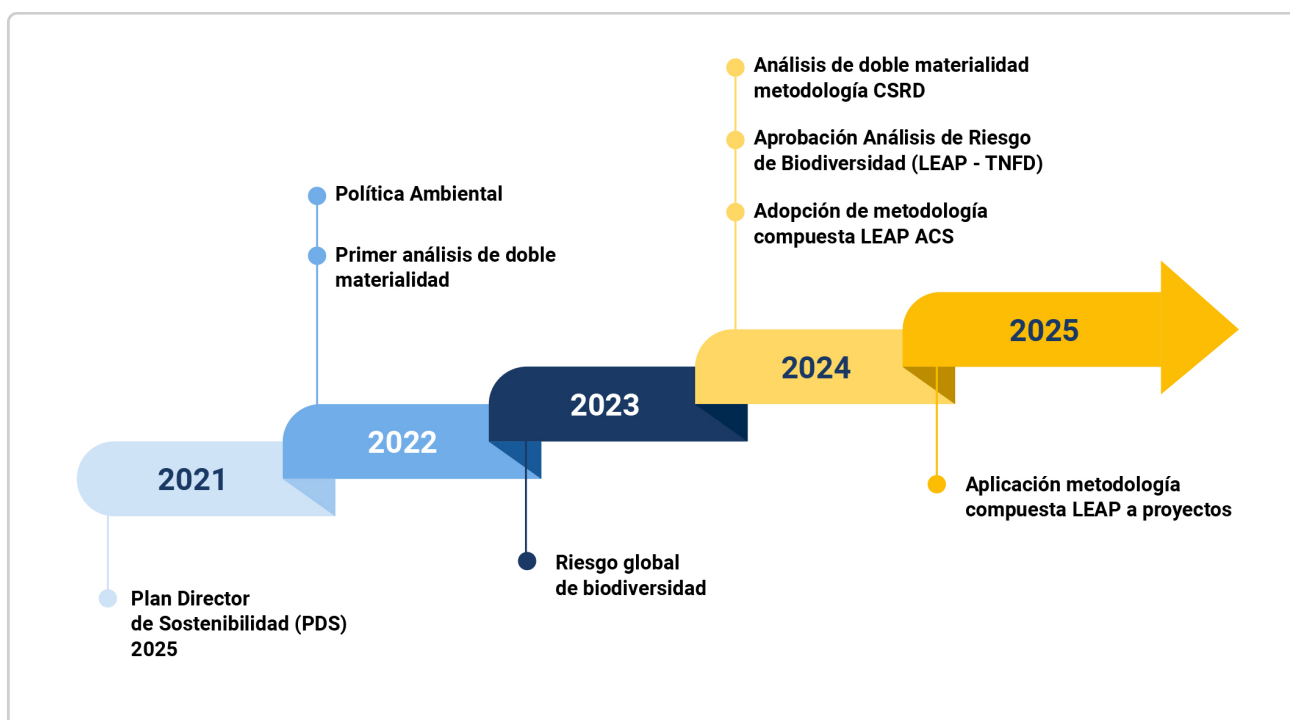 Análisis de doble materialidad
metodología CSRD
Aprobación Análisis de Riesgo
de Biodiversidad (LEAP - TNFD)
Adopción de metodología
compuesta LEAP ACS
Política Ambiental
Primer análisis de doble
materialidad
2025
2024
2023
2022
2021
Aplicación metodología
compuesta LEAP a proyectos
Riesgo global
de biodiversidad
Plan Director
de Sostenibilidad (PDS)
2025